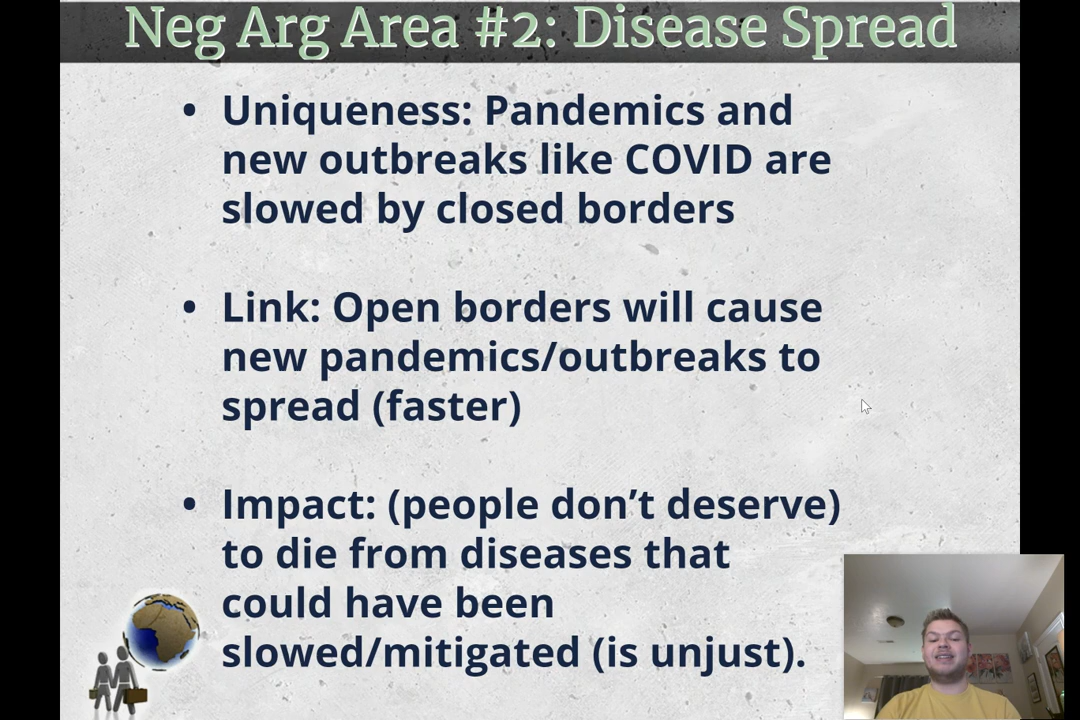 Neg Arg Area #2: Disease Spread
• Uniqueness: Pandemics and
new outbreaks like COVID are
slowed by closed borders
• Link: Open borders will cause
new pandemics/outbreaks to
spread (faster)
• Impact: (people don’t deserve)
to die from diseases that
could have been
slowed/mitigated (is unjust).